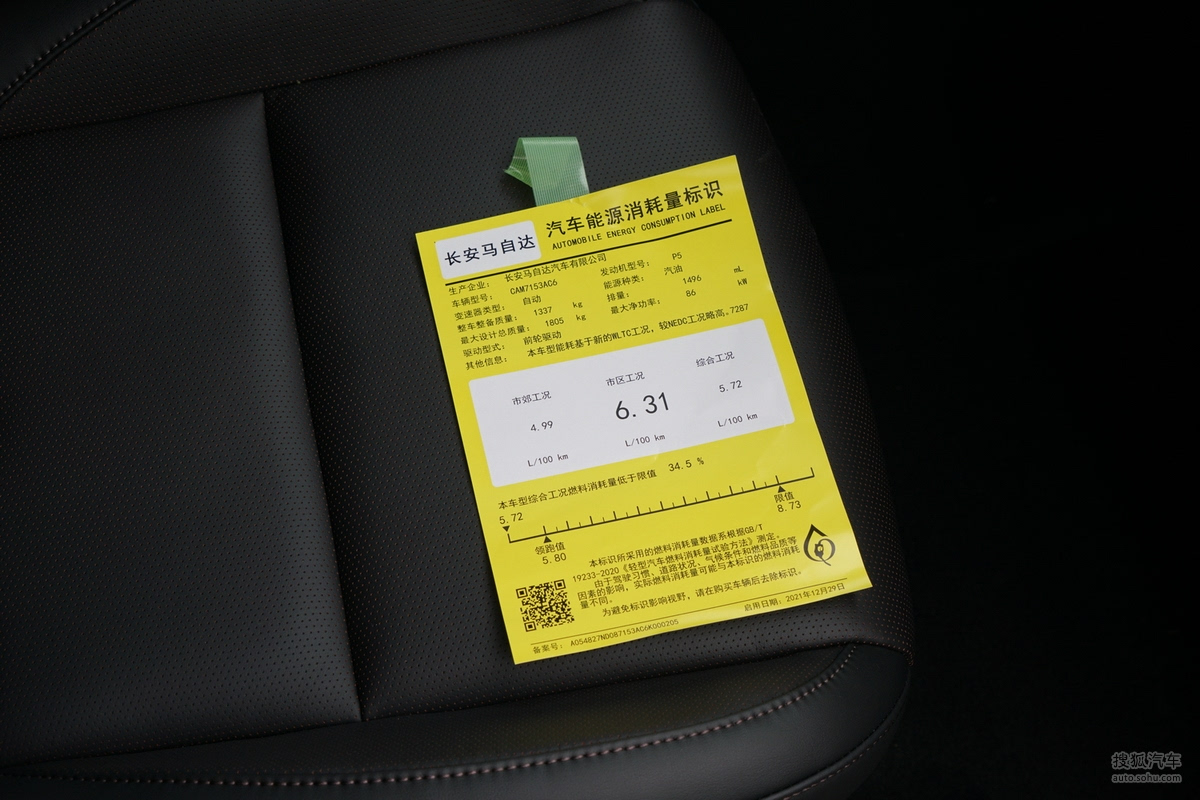 长安马自达
汽车能源消耗量标识
AUTOMOBILE ENERGY CONSUMPTION LABEL
生产企业： 长安马自达汽车有限公司
车辆型号： CAM7153AC6 发动机型号： P5
变速器类型： 自动 能源种类： 汽油
整车整备质量： 1337 kg 排量： 1496 mL
最大设计总质量： 1805 kg 最大净功率： 86 kW
驱动型式： 前轮驱动
其他信息： 本车型能耗基于新的WLTC工况，较NEDC工况略高。7287
市郊工况 市区工况 综合工况
4.99 6.31 5.72
L/100 km L/100 km L/100 km
本车型综合工况燃料消耗量低于限值 34.5 %
5.72
领跑值 限值
5.80 8.73
本标识所采用的燃料消耗量数据系根据GB/T
19233-2020《轻型汽车燃料消耗量试验方法》测定。
由于驾驶习惯、道路状况、气候条件和燃料品质等
因素的影响，实际燃料消耗量可能与本标识的燃料消耗
量不同。
为避免标识影响视野，请在购买车辆后去除标识。
备案号： A054827ND087153AC6K000205 启用日期： 2021年12月29日
搜狐汽车
auto.sohu.com